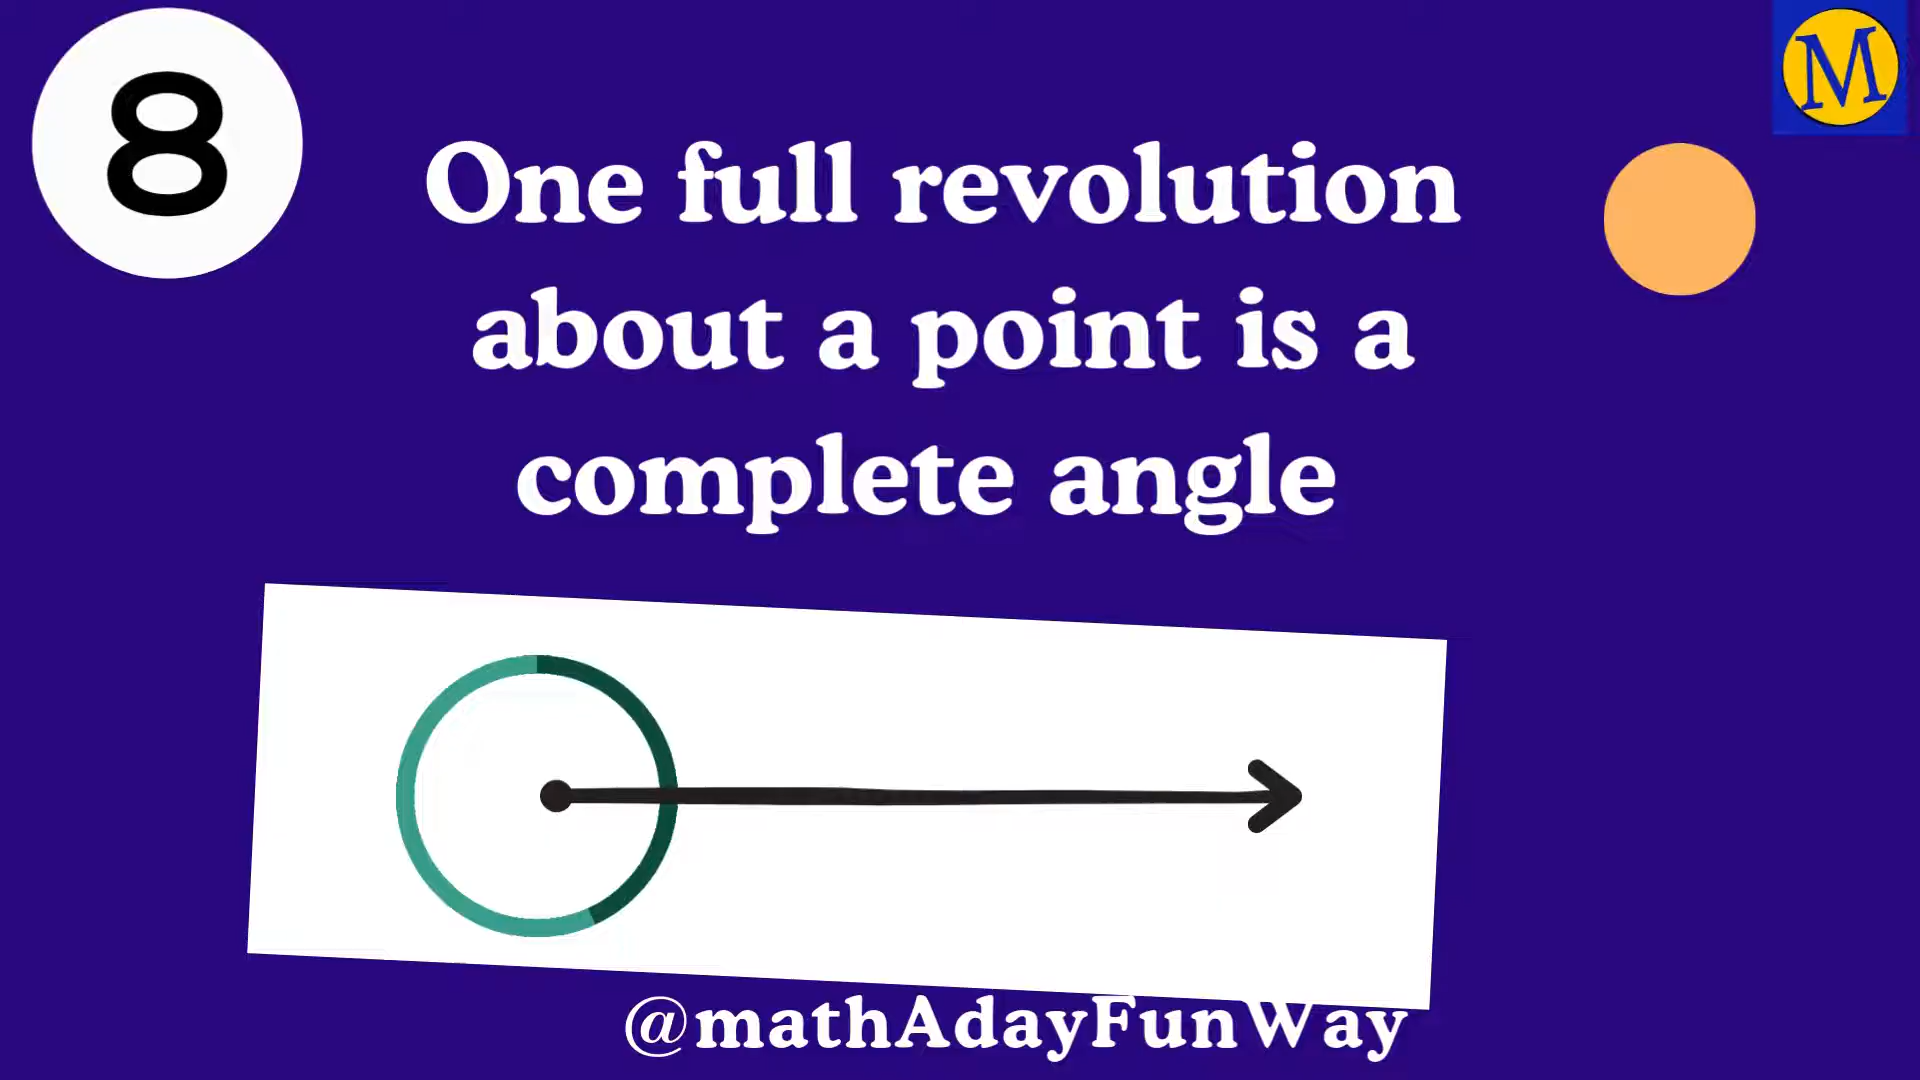 8
M
One full revolution
about a point is a
complete angle
@mathAdayFunWay